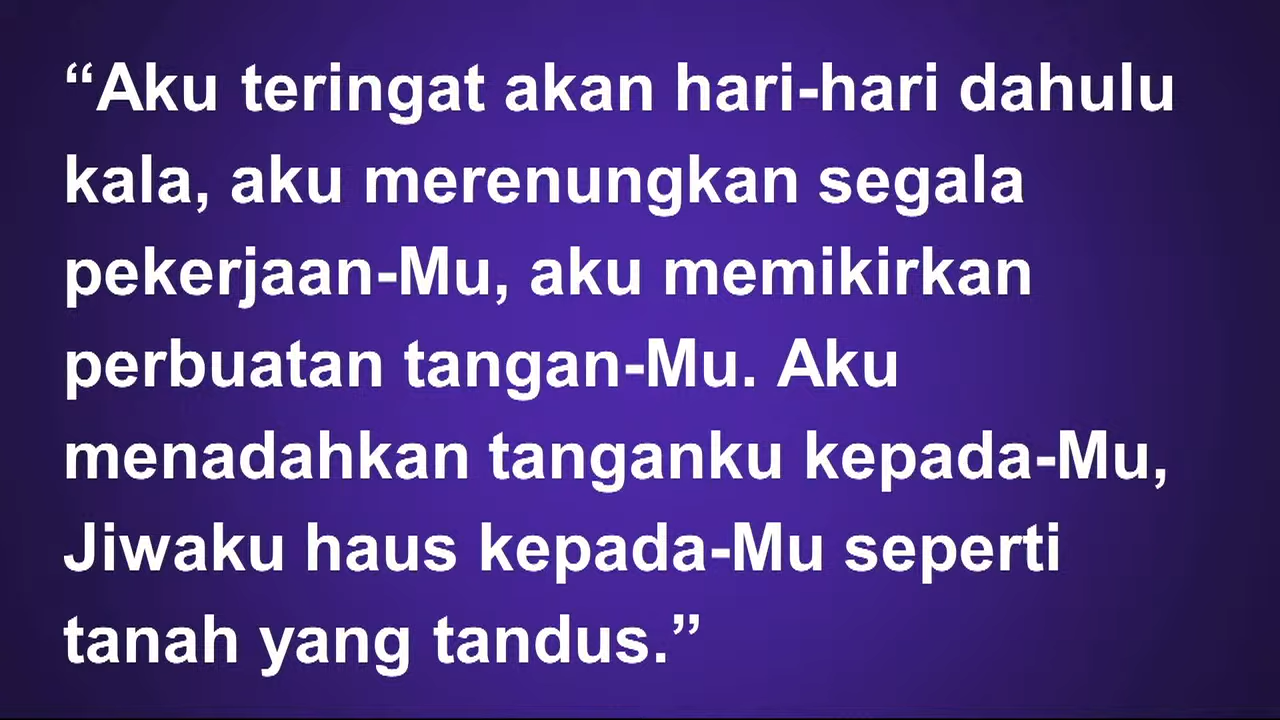 “Aku teringat akan hari-hari dahulu
kala, aku merenungkan segala
pekerjaan-Mu, aku memikirkan
perbuatan tangan-Mu. Aku
menadahkan tanganku kepada-Mu,
Jiwaku haus kepada-Mu seperti
tanah yang tandus.”